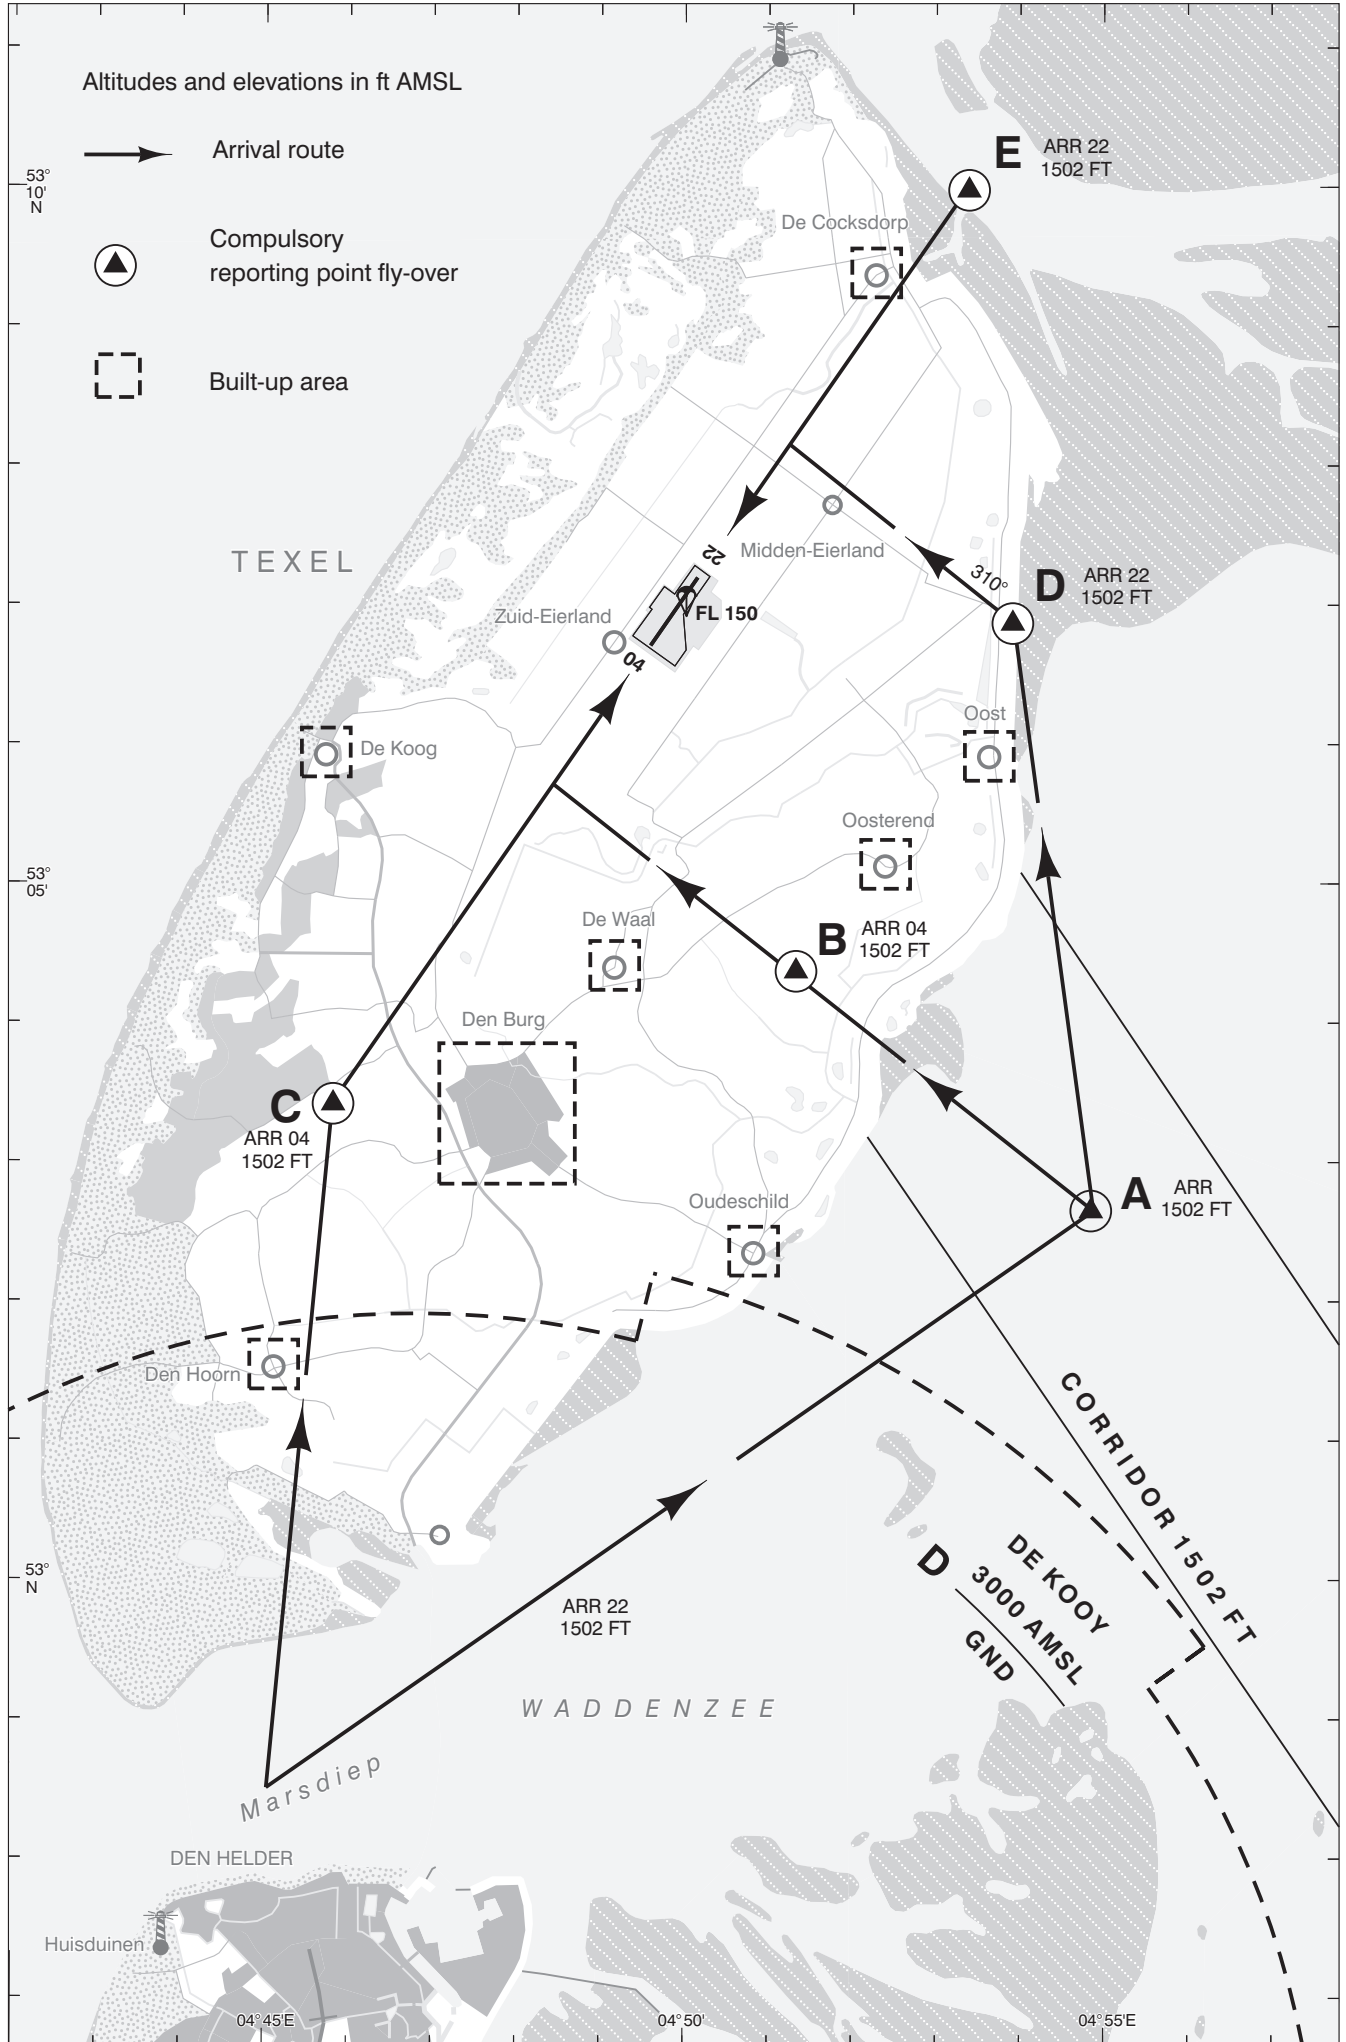 Altitudes and elevations in ft AMSL
Arrival route
Compulsory
reporting point fly-over
Built-up area
53°
10'
N
E
ARR 22
1502 FT
De Cocksdorp
TEXEL
22
Midden-Eierland
310°
D
ARR 22
1502 FT
Zuid-Eierland
FL 150
04
Oost
De Koog
Oosterend
53°
05'
De Waal
B
ARR 04
1502 FT
Den Burg
C
ARR 04
1502 FT
Oudeschild
A
ARR
1502 FT
Den Hoorn
CORRIDOR 1502 FT
53°
N
D
DE KOOY
3000 AMSL
GND
ARR 22
1502 FT
WADDENZEE
Marsdiep
DEN HELDER
Huisduinen
04°45'E
04°50'
04°55'E